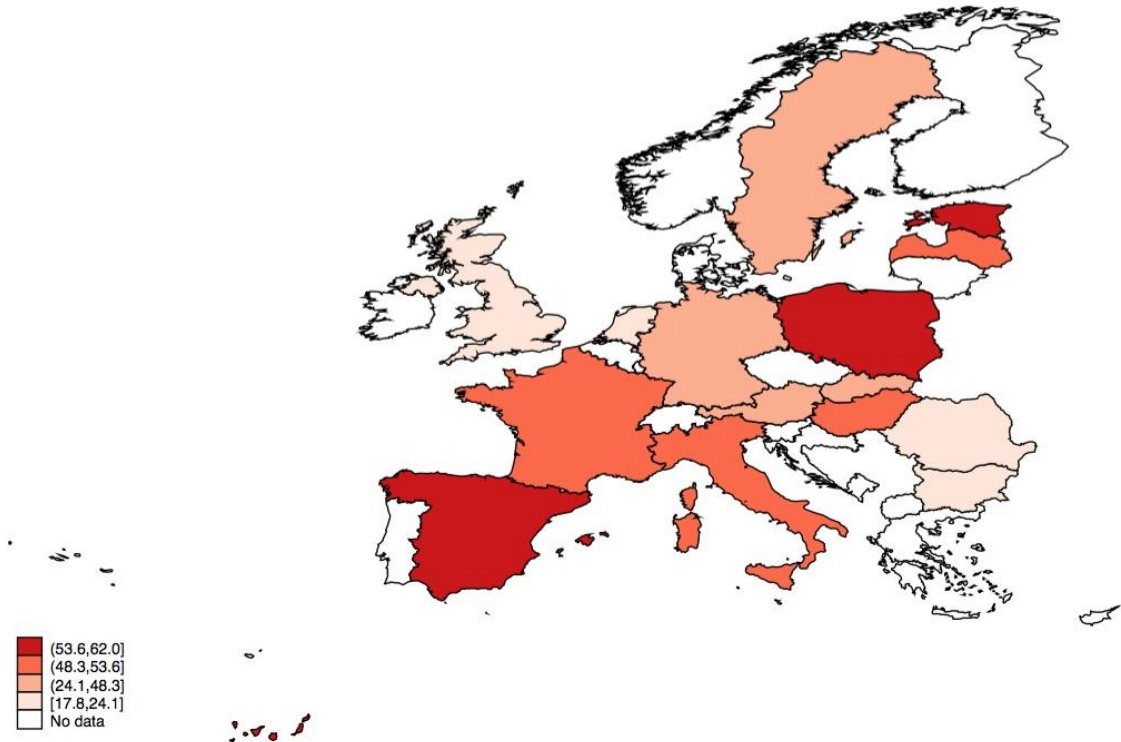 (53.6,62.0]
(48.3,53.6]
(24.1,48.3]
[17.8,24.1]
No data